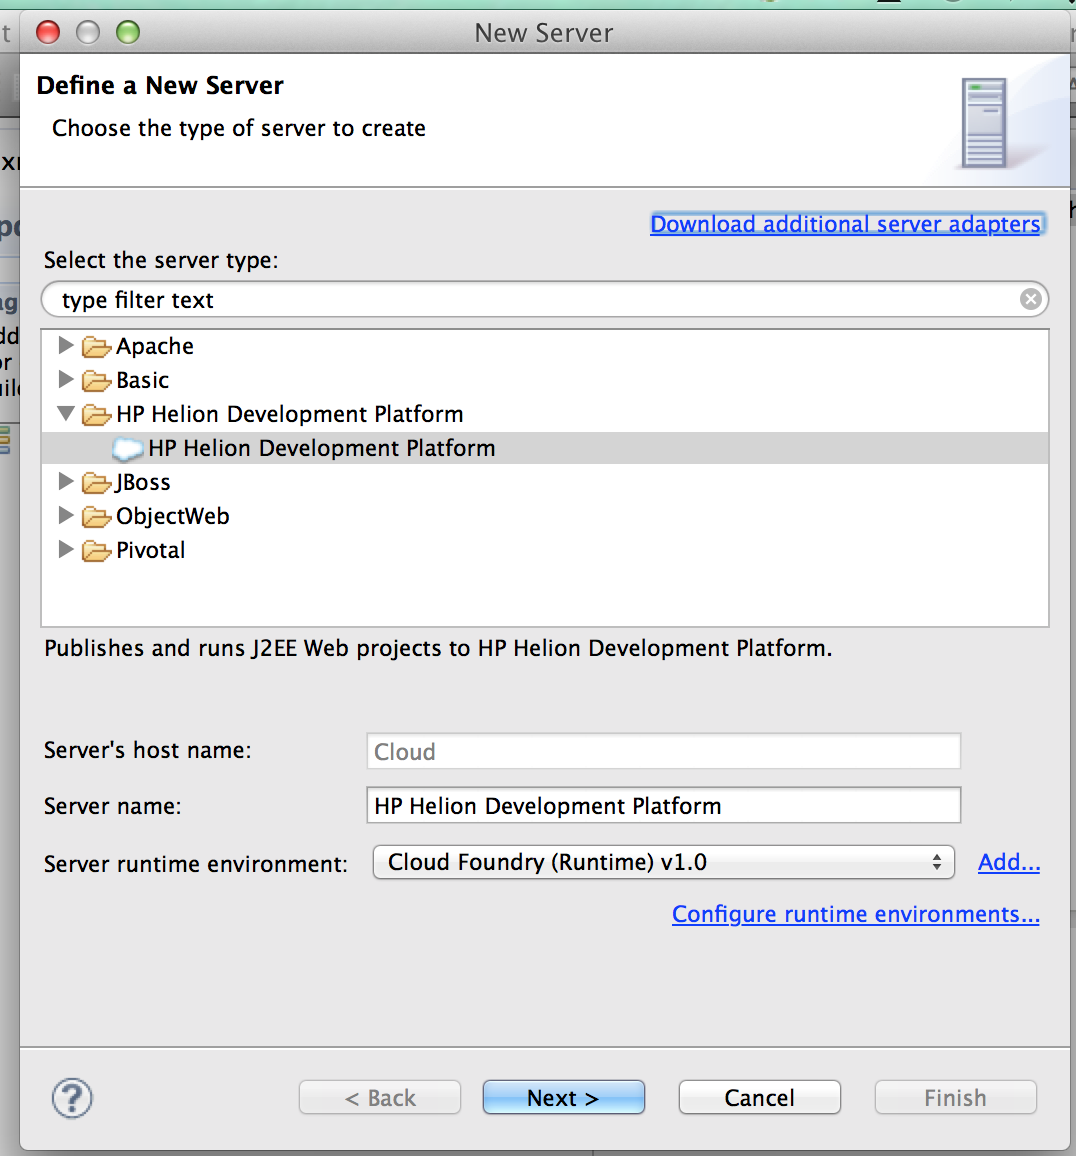 New Server
Define a New Server
Choose the type of server to create
Download additional server adapters
Select the server type:
type filter text
Apache
Basic
HP Helion Development Platform
HP Helion Development Platform
JBoss
ObjectWeb
Pivotal
Publishes and runs J2EE Web projects to HP Helion Development Platform.
Server's host name: Cloud
Server name: HP Helion Development Platform
Server runtime environment: Cloud Foundry (Runtime) v1.0 Add...
Configure runtime environments...
? < Back Next > Cancel Finish